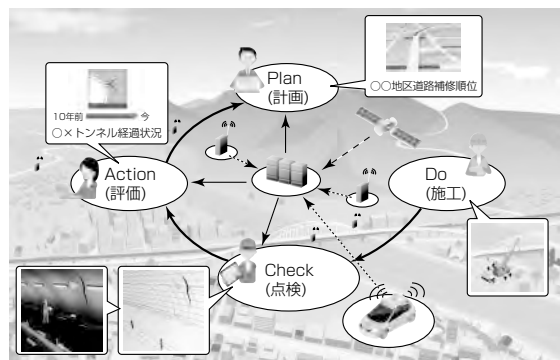 Plan
(計画)
○○地区道路補修順位
10年前 今
○×トンネル経過状況
Action
(評価)
Do
(施工)
Check
(点検)